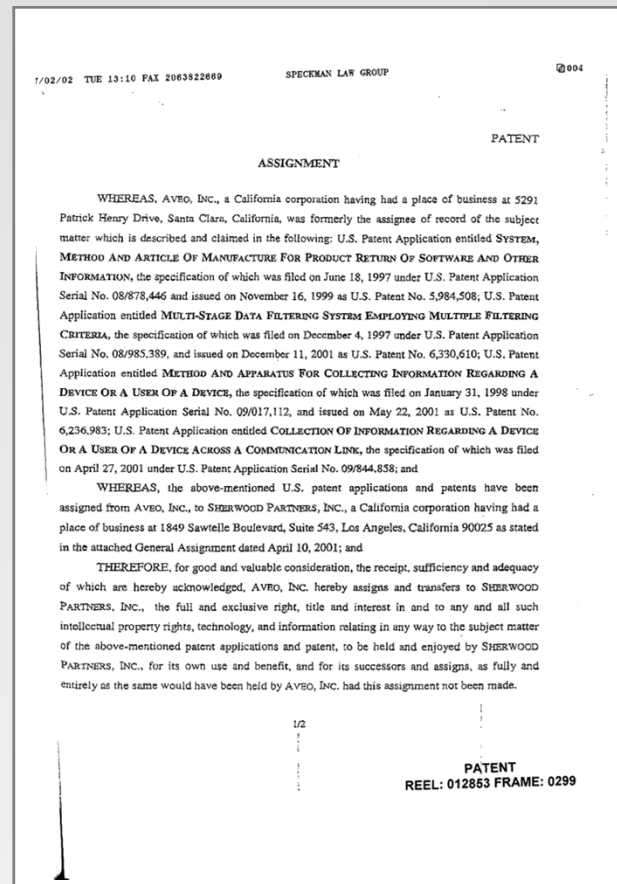 7/02/02 TUE 13:10 FAX 2063822669 SPECKMAN LAW GROUP 004
PATENT
ASSIGNMENT
WHEREAS, AVEO, INC., a California corporation having had a place of business at 5291
Patrick Henry Drive, Santa Clara, California, was formerly the assignee of record of the subject
matter which is described and claimed in the following: U.S. Patent Application entitled SYSTEM,
METHOD AND ARTICLE OF MANUFACTURE FOR PRODUCT RETURN OF SOFTWARE AND OTHER
INFORMATION, the specification of which was filed on June 18, 1997 under U.S. Patent Application
Serial No. 08/878,446 and issued on November 16, 1999 as U.S. Patent No. 5,984,508; U.S. Patent
Application entitled MULTI-STAGE DATA FILTERING SYSTEM EMPLOYING MULTIPLE FILTERING
CRITERIA, the specification of which was filed on December 4, 1997 under U.S. Patent Application
Serial No. 08/985,389, and issued on December 11, 2001 as U.S. Patent No. 6,330,610; U.S. Patent
Application entitled METHOD AND APPARATUS FOR COLLECTING INFORMATION REGARDING A
DEVICE OR A USER OF A DEVICE, the specification of which was filed on January 31, 1998 under
U.S. Patent Application Serial No. 09/017,112, and issued on May 22, 2001 as U.S. Patent No.
6,236,983; U.S. Patent Application entitled COLLECTION OF INFORMATION REGARDING A DEVICE
OR A USER OF A DEVICE ACROSS A COMMUNICATION LINK, the specification of which was filed
on April 27, 2001 under U.S. Patent Application Serial No. 09/844,858; and
WHEREAS, the above-mentioned U.S. patent applications and patents have been
assigned from AVEO, INC., to SHERWOOD PARTNERS, INC., a California corporation having had a
place of business at 1849 Sawtelle Boulevard, Suite 543, Los Angeles, California 90025 as stated
in the attached General Assignment dated April 10, 2001; and
THEREFORE, for good and valuable consideration, the receipt, sufficiency and adequacy
of which are hereby acknowledged, AVEO, INC. hereby assigns and transfers to SHERWOOD
PARTNERS, INC., the full and exclusive right, title and interest in and to any and all such
intellectual property rights, technology, and information relating in any way to the subject matter
of the above-mentioned patent applications and patent, to be held and enjoyed by SHERWOOD
PARTNERS, INC., for its own use and benefit, and for its successors and assigns, as fully and
entirely as the same would have been held by AVEO, INC. had this assignment not been made.
1/2
PATENT
REEL: 012853 FRAME: 0299